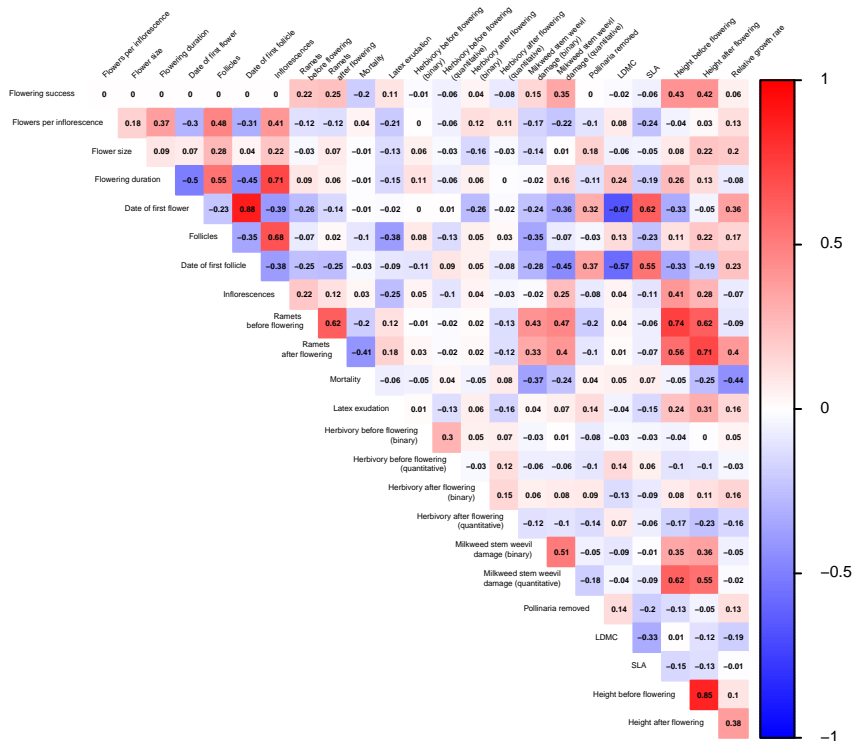 Flowers per inflorescence
Flower size
Flowering duration
Date of first flower
Follicles
Date of first follicle
Inflorescences
Ramets
before flowering
Ramets
after flowering
Mortality
Latex exudation
Herbivory before flowering
(binary)
Herbivory before flowering
(quantitative)
Herbivory after flowering
(binary)
Herbivory after flowering
(quantitative)
Milkweed stem weevil
damage (binary)
Milkweed stem weevil
damage (quantitative)
Pollinaria removed
LDMC
SLA
Height before flowering
Height after flowering
Relative growth rate
Flowering success 0 0 0 0 0 0 0 0.22 0.25 −0.2 0.11 −0.01 −0.06 0.04 −0.08 0.15 0.35 0 −0.02 −0.06 0.43 0.42 0.06
Flowers per inflorescence 0.18 0.37 −0.3 0.48 −0.31 0.41 −0.12 −0.12 0.04 −0.21 0 −0.06 0.12 0.11 −0.17 −0.22 −0.1 0.08 −0.24 −0.04 0.03 0.13
Flower size 0.09 0.07 0.28 0.04 0.22 −0.03 0.07 −0.01 −0.13 0.06 −0.03 −0.16 −0.03 −0.14 0.01 0.18 −0.06 −0.05 0.08 0.22 0.2
Flowering duration −0.5 0.55 −0.45 0.71 0.09 0.06 −0.01 −0.15 0.11 −0.06 0.06 0 −0.02 0.16 −0.11 0.24 −0.19 0.26 0.13 −0.08
Date of first flower −0.23 0.88 −0.39 −0.26 −0.14 −0.01 −0.02 0 0.01 −0.26 −0.02 −0.24 −0.36 0.32 −0.67 0.62 −0.33 −0.05 0.36
Follicles −0.35 0.68 −0.07 0.02 −0.1 −0.38 0.08 −0.13 0.05 0.03 −0.35 −0.07 −0.03 0.13 −0.23 0.11 0.22 0.17
Date of first follicle −0.38 −0.25 −0.25 −0.03 −0.09 −0.11 0.09 0.05 −0.08 −0.28 −0.45 0.37 −0.57 0.55 −0.33 −0.19 0.23
Inflorescences 0.22 0.12 0.03 −0.25 0.05 −0.1 0.04 −0.03 −0.02 0.25 −0.08 0.04 −0.11 0.41 0.28 −0.07
Ramets
before flowering 0.62 −0.2 0.12 −0.01 −0.02 0.02 −0.13 0.43 0.47 −0.2 0.04 −0.06 0.74 0.62 −0.09
Ramets
after flowering −0.41 0.18 0.03 −0.02 0.02 −0.12 0.33 0.4 −0.1 0.01 −0.07 0.56 0.71 0.4
Mortality −0.06 −0.05 0.04 −0.05 0.08 −0.37 −0.24 0.04 0.05 0.07 −0.05 −0.25 −0.44
Latex exudation 0.01 −0.13 0.06 −0.16 0.04 0.07 0.14 −0.04 −0.15 0.24 0.31 0.16
Herbivory before flowering
(binary) 0.3 0.05 0.07 −0.03 0.01 −0.08 −0.03 −0.03 −0.04 0 0.05
Herbivory before flowering
(quantitative) −0.03 0.12 −0.06 −0.06 −0.1 0.14 0.06 −0.1 −0.1 −0.03
Herbivory after flowering
(binary) 0.15 0.06 0.08 0.09 −0.13 −0.09 0.08 0.11 0.16
Herbivory after flowering
(quantitative) −0.12 −0.1 −0.14 0.07 −0.06 −0.17 −0.23 −0.16
Milkweed stem weevil
damage (binary) 0.51 −0.05 −0.09 −0.01 0.35 0.36 −0.05
Milkweed stem weevil
damage (quantitative) −0.18 −0.04 −0.09 0.62 0.55 −0.02
Pollinaria removed 0.14 −0.2 −0.13 −0.05 0.13
LDMC −0.33 0.01 −0.12 −0.19
SLA −0.15 −0.13 −0.01
Height before flowering 0.85 0.1
Height after flowering 0.38
1
0.5
0
−0.5
−1